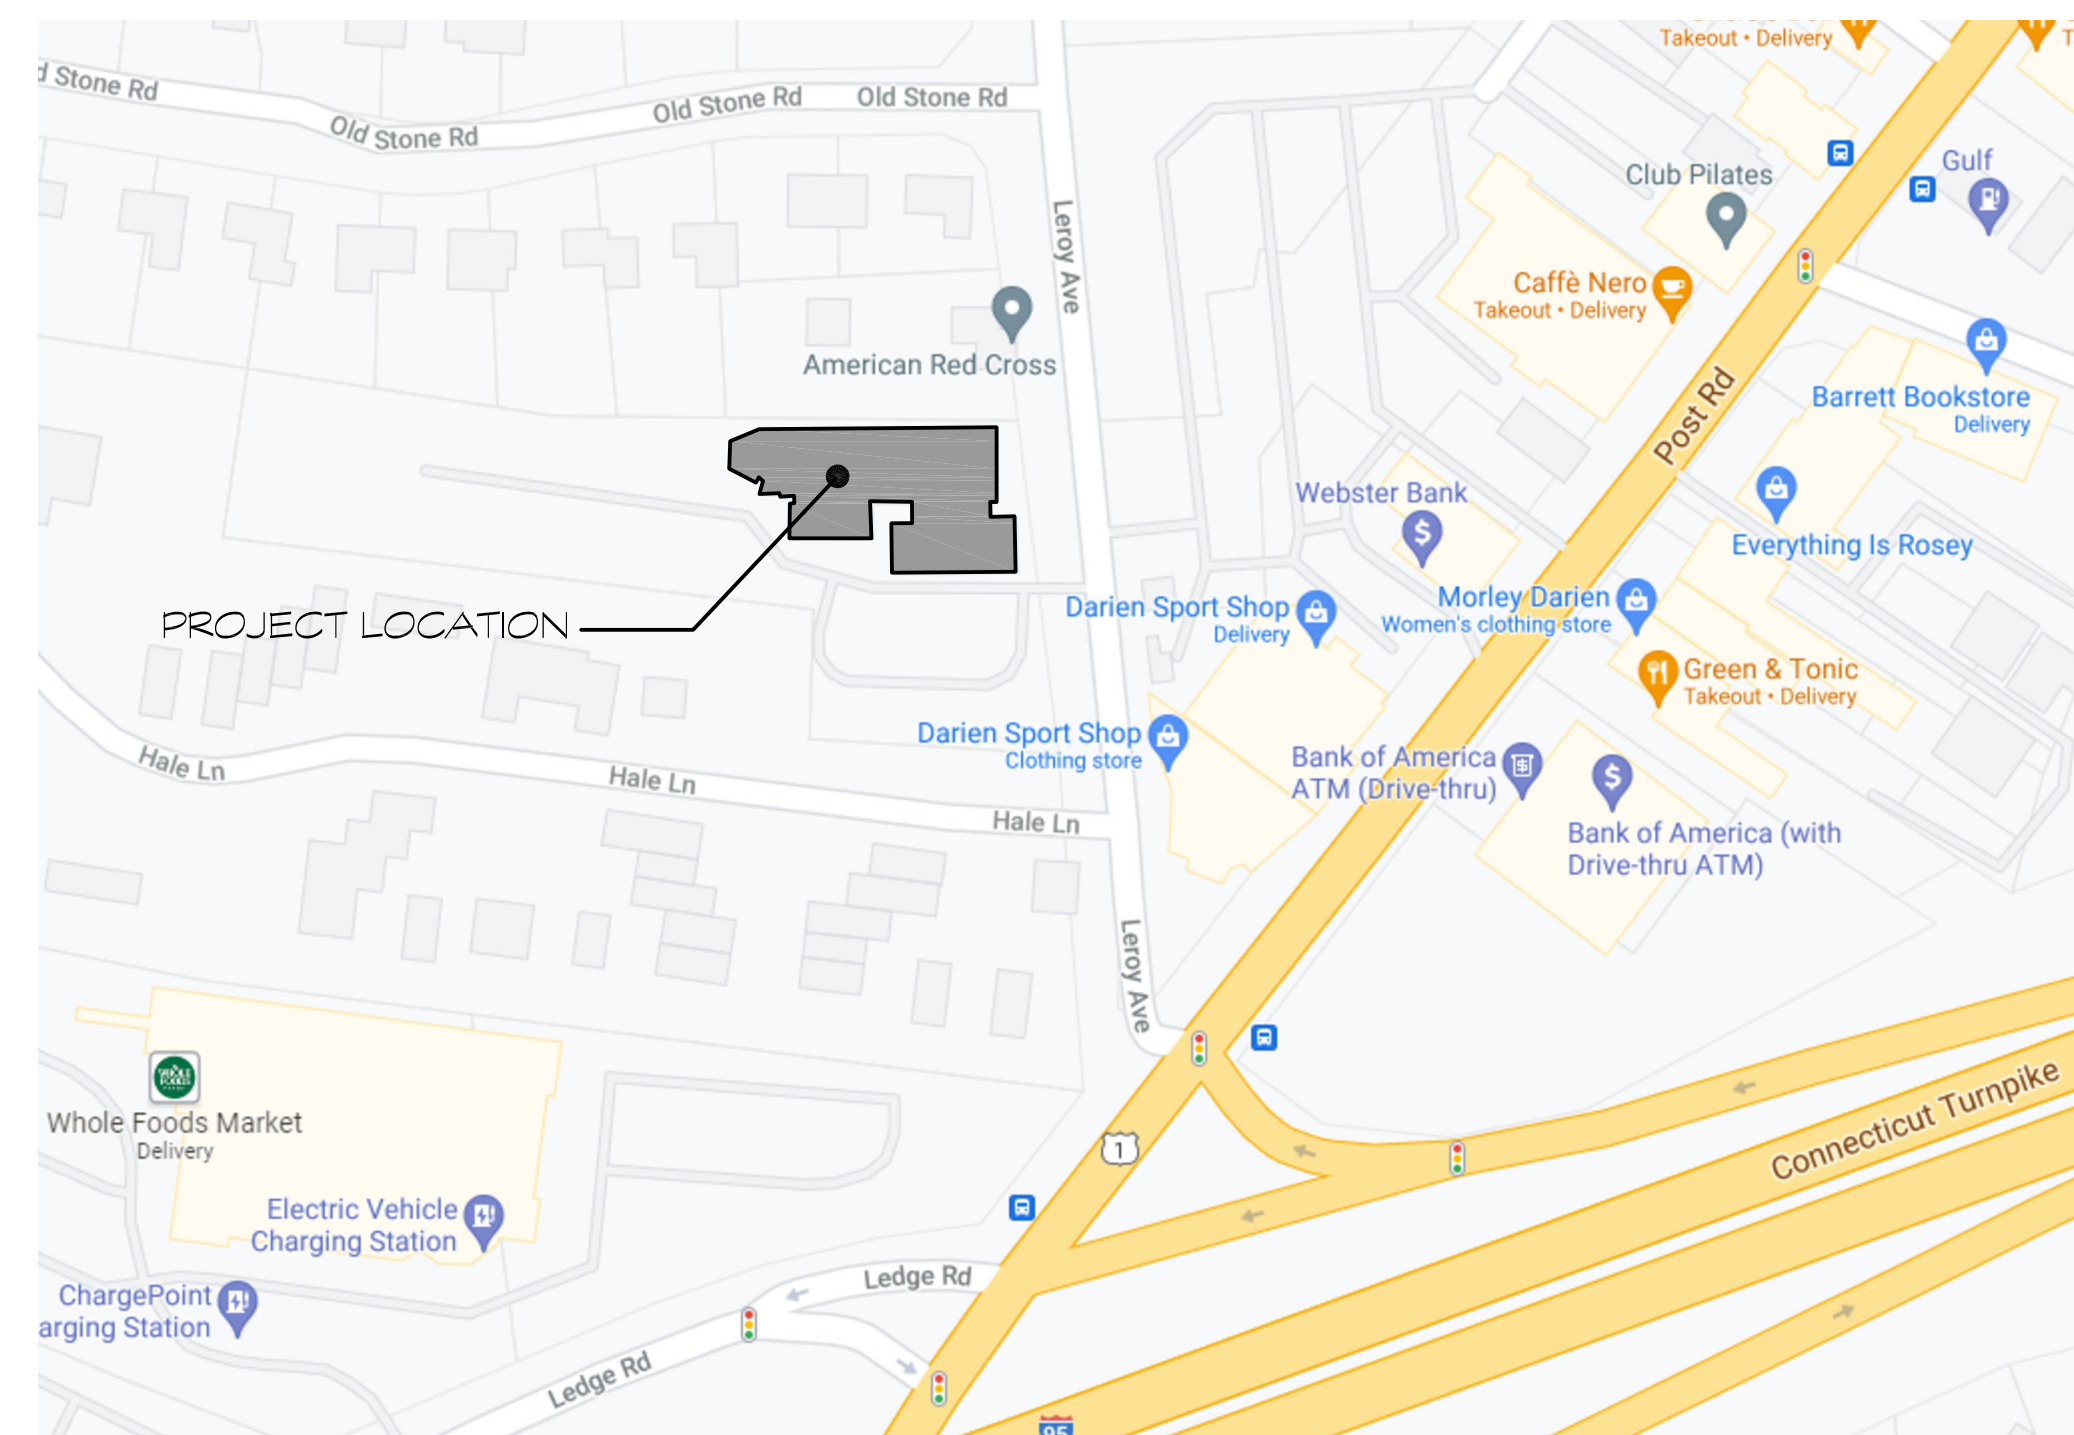 Takeout • Delivery
d Stone Rd
Old Stone Rd
Old Stone Rd
Old Stone Rd
Club Pilates
Gulf
Leroy Ave
Caffè Nero
Takeout • Delivery
American Red Cross
Barrett Bookstore
Delivery
Post Rd
Webster Bank
Everything Is Rosey
PROJECT LOCATION
Darien Sport Shop
Delivery
Morley Darien
Women's clothing store
Green & Tonic
Takeout • Delivery
Darien Sport Shop
Clothing store
Hale Ln
Hale Ln
Hale Ln
Bank of America
ATM (Drive-thru)
Bank of America (with
Drive-thru ATM)
Leroy Ave
WHOLE
FOODS
Whole Foods Market
Delivery
1
Connecticut Turnpike
Electric Vehicle
Charging Station
ChargePoint
arging Station
Ledge Rd
Ledge Rd
95